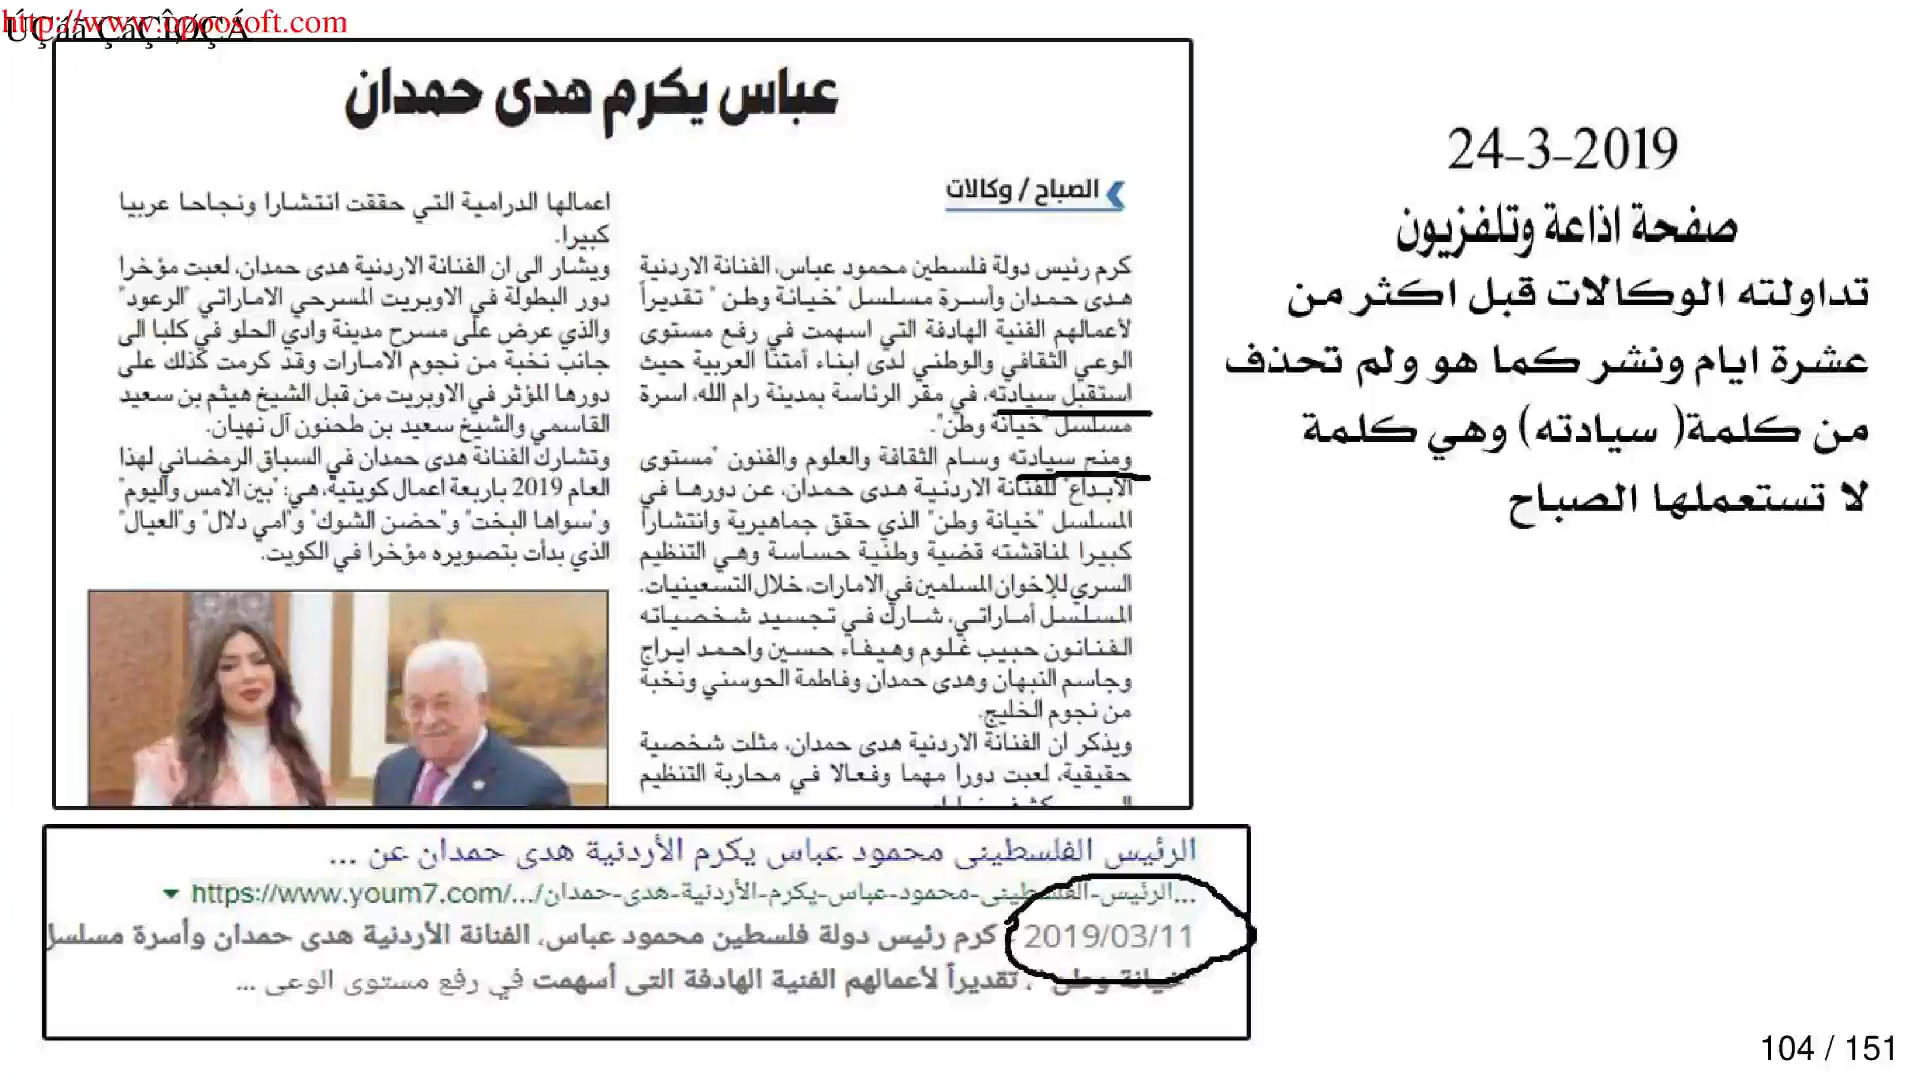 http://www.cpposoft.com
عباس يكرم هدى حمدان
الصباح / وكالات
كرم رئيس دولة فلسطين محمود عباس، الفنانة الاردنية
هدى حمدان وأسرة مسلسل "خيانة وطن" تقديراً
لأعمالهم الفنية الهادفة التي اسهمت في رفع مستوى
الوعي الثقافي والوطني لدى ابناء أمتنا العربية حيث
استقبل سيادته، في مقر الرئاسة بمدينة رام الله، اسرة
مسلسل "خيانة وطن".
ومنح سيادته وسام الثقافة والعلوم والفنون "مستوى
الابداع" للفنانة الاردنية هدى حمدان، عن دورها في
المسلسل "خيانة وطن" الذي حقق جماهيرية وانتشاراً
كبيرا لمناقشته قضية وطنية حساسة وهي التنظيم
السري للإخوان المسلمين في الامارات، خلال التسعينيات.
المسلسل أماراتي، شارك في تجسيد شخصياته
الفنانون حبيب غلوم وهيفاء حسين واحمد ايراج
وجاسم النبهان وهدى حمدان وفاطمة الحوسني ونخبة
من نجوم الخليج.
ويذكر ان الفنانة الاردنية هدى حمدان، مثلت شخصية
حقيقية، لعبت دورا مهما وفعالا في محاربة التنظيم
اعمالها الدرامية التي حققت انتشارا ونجاحا عربيا
كبيرا.
ويشار الى ان الفنانة الاردنية هدى حمدان، لعبت مؤخرا
دور البطولة في الاوبريت المسرحي الاماراتي "الرعود"
والذي عرض على مسرح مدينة وادي الحلو في كلبا الى
جانب نخبة من نجوم الامارات وقد كرمت كذلك على
دورها المؤثر في الاوبريت من قبل الشيخ هيثم بن سعيد
القاسمي والشيخ سعيد بن طحنون آل نهيان.
وتشارك الفنانة هدى حمدان في السباق الرمضاني لهذا
العام 2019 باربعة اعمال كويتية، هي: "بين الامس واليوم"
و"سواها البخت" و"حضن الشوك" و"امي دلال" و"العيال"
الذي بدأت بتصويره مؤخرا في الكويت.
24-3-2019
صفحة اذاعة وتلفزيون
تداولته الوكالات قبل اكثر من
عشرة ايام ونشر كما هو ولم تحذف
من كلمة( سيادته) وهي كلمة
لا تستعملها الصباح
الرئيس الفلسطينى محمود عباس يكرم الأردنية هدى حمدان عن ...
https://www.youm7.com/.../الرئيس-الفلسطينى-محمود-عباس-يكرم-الأردنية-هدى-حمدان...
2019/03/11 - كرم رئيس دولة فلسطين محمود عباس، الفنانة الأردنية هدى حمدان وأسرة مسلسل
"خيانة وطن" ، تقديراً لأعمالهم الفنية الهادفة التى أسهمت في رفع مستوى الوعى ...
104 / 151